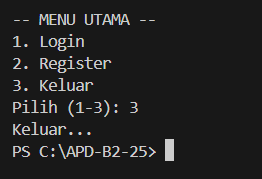 -- MENU UTAMA --
1. Login
2. Register
3. Keluar
Pilih (1-3): 3
Keluar...
PS C:\APD-B2-25>